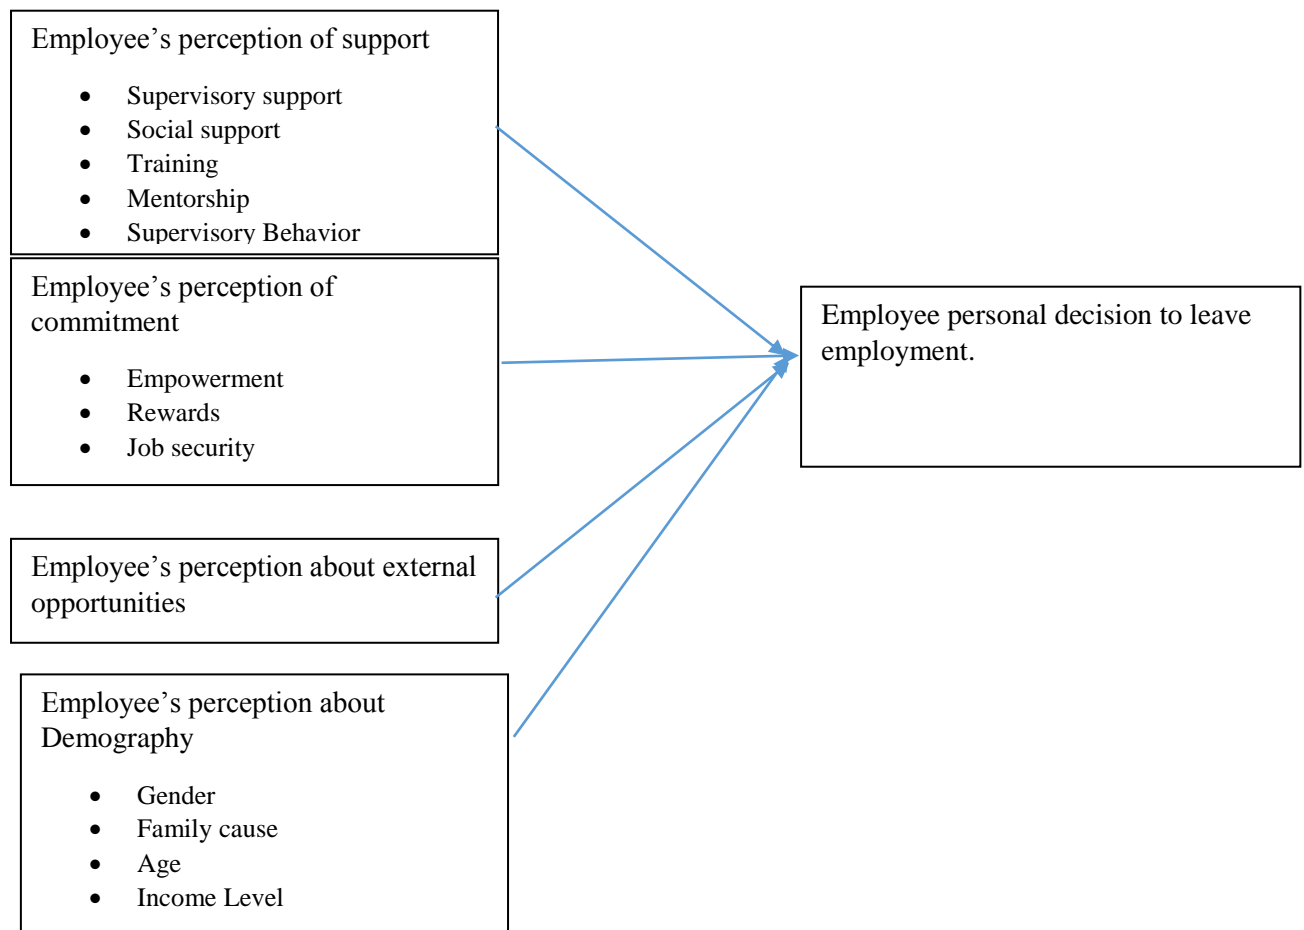 Employee’s perception of support
• Supervisory support
• Social support
• Training
• Mentorship
• Supervisory Behavior
Employee’s perception of
commitment
• Empowerment
• Rewards
• Job security
Employee personal decision to leave
employment.
Employee’s perception about external
opportunities
Employee’s perception about
Demography
• Gender
• Family cause
• Age
• Income Level